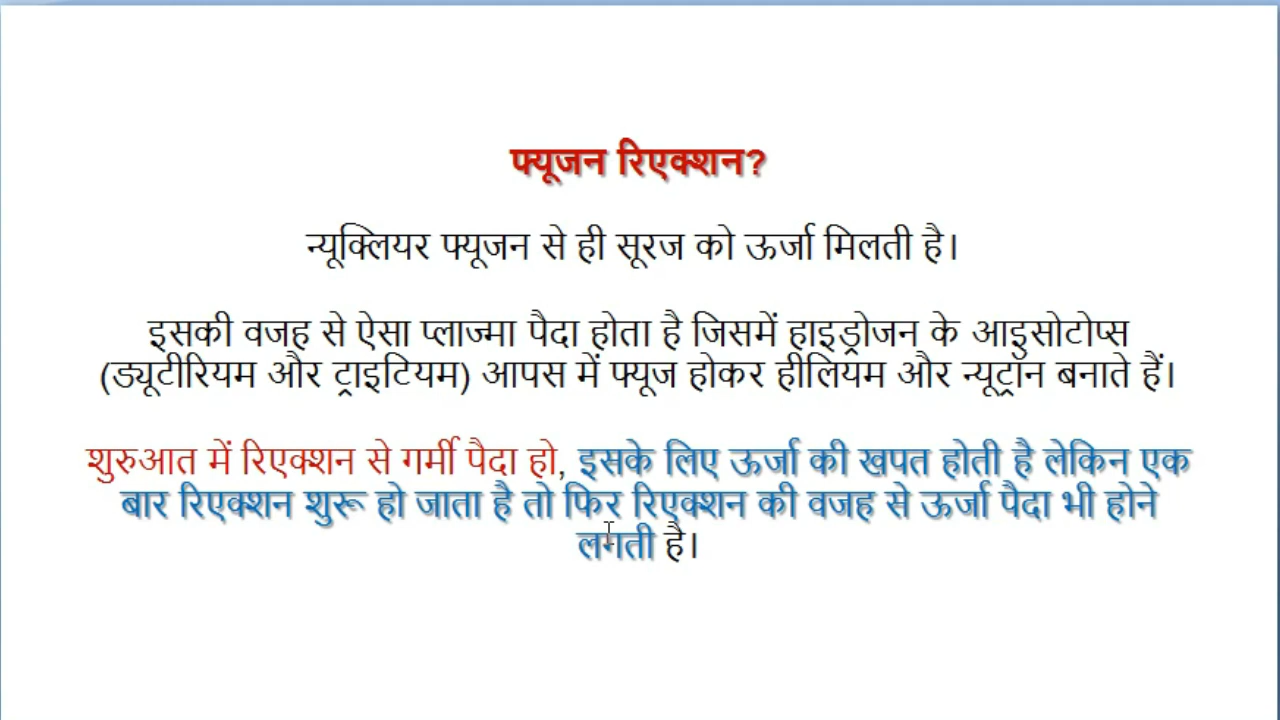 फ्यूजन रिएक्शन?
न्यूक्लियर फ्यूजन से ही सूरज को ऊर्जा मिलती है।
इसकी वजह से ऐसा प्लाज्मा पैदा होता है जिसमें हाइड्रोजन के आइसोटोप्स
(ड्यूटीरियम और ट्राइटियम) आपस में फ्यूज होकर हीलियम और न्यूट्रॉन बनाते हैं।
शुरुआत में रिएक्शन से गर्मी पैदा हो, इसके लिए ऊर्जा की खपत होती है लेकिन एक
बार रिएक्शन शुरू हो जाता है तो फिर रिएक्शन की वजह से ऊर्जा पैदा भी होने
लगती है।